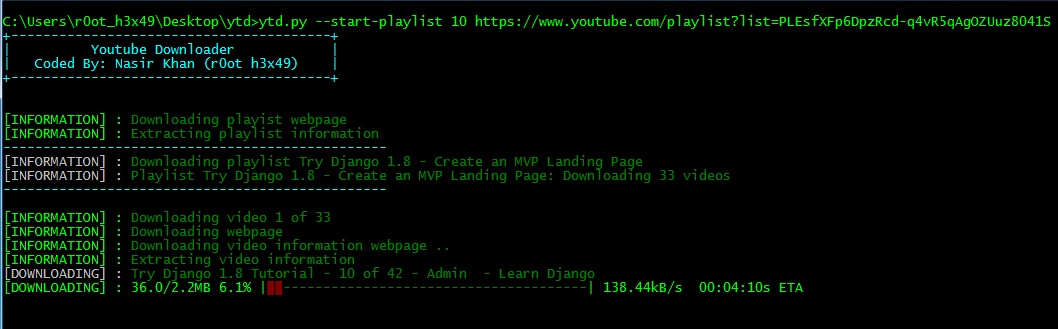 C:\Users\r0ot_h3x49\Desktop\ytd>ytd.py --start-playlist 10 https://www.youtube.com/playlist?list=PLEsfXFp6DpzRcd-q4vR5qAgOZUuz8041S
+---------------------------------------+
|          Youtube Downloader           |
|   Coded By: Nasir Khan (r0ot h3x49)   |
+---------------------------------------+
[INFORMATION] : Downloading playist webpage
[INFORMATION] : Extracting playlist information
------------------------------------------------
[INFORMATION] : Downloading playlist Try Django 1.8 - Create an MVP Landing Page
[INFORMATION] : Playlist Try Django 1.8 - Create an MVP Landing Page: Downloading 33 videos
------------------------------------------------
[INFORMATION] : Downloading video 1 of 33
[INFORMATION] : Downloading webpage
[INFORMATION] : Downloading video information webpage ..
[INFORMATION] : Extracting video information
[DOWNLOADING] : Try Django 1.8 Tutorial - 10 of 42 - Admin  - Learn Django
[DOWNLOADING] : 36.0/2.2MB 6.1% |██--------------------------------------| 138.44kB/s  00:04:10s ETA